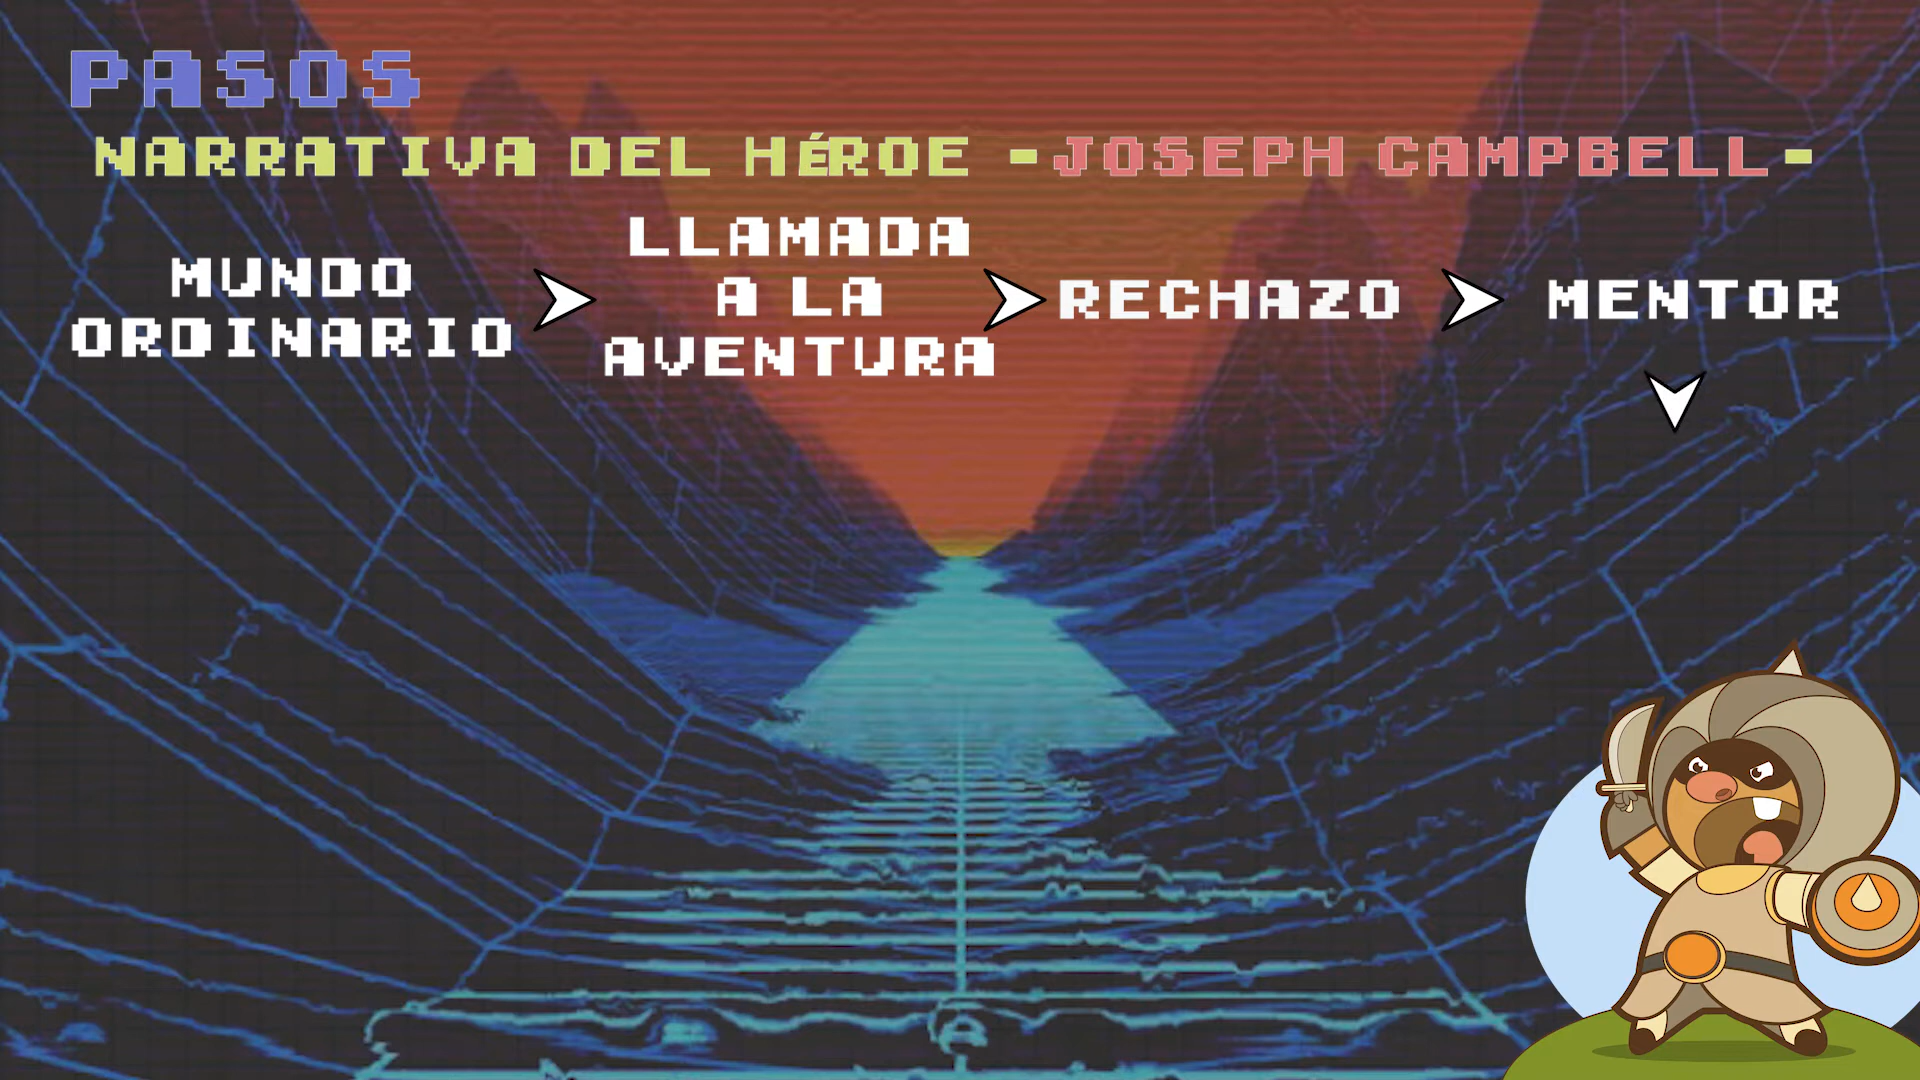 PASOS
NARRATIVA DEL HÉROE -JOSEPH CAMPBELL-
MUNDO
ORDINARIO
LLAMADA
A LA
AVENTURA
RECHAZO
MENTOR